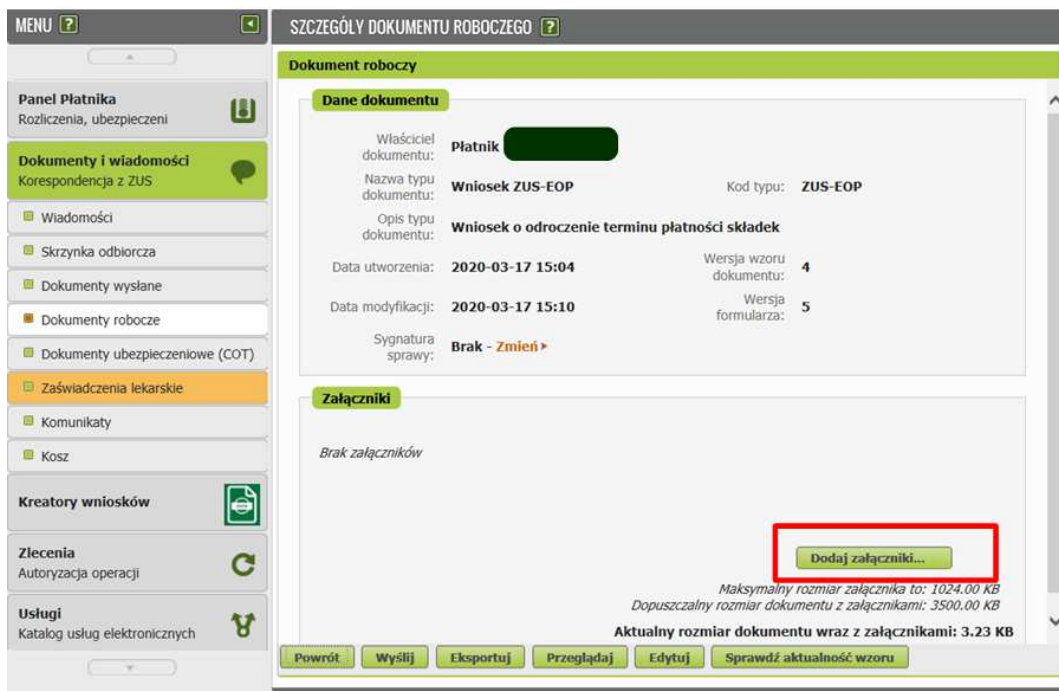 MENU ?
Panel Płatnika
Rozliczenia, ubezpieczeni
Dokumenty i wiadomości
Korespondencja z ZUS
Wiadomości
Skrzynka odbiorcza
Dokumenty wysłane
Dokumenty robocze
Dokumenty ubezpieczeniowe (COT)
Zaświadczenia lekarskie
Komunikaty
Kosz
Kreatory wniosków
Zlecenia
Autoryzacja operacji
Usługi
Katalog usług elektronicznych
SZCZEGÓŁY DOKUMENTU ROBOCZEGO ?
Dokument roboczy
Dane dokumentu
Właściciel
dokumentu: Płatnik
Nazwa typu
dokumentu: Wniosek ZUS-EOP Kod typu: ZUS-EOP
Opis typu
dokumentu: Wniosek o odroczenie terminu płatności składek
Data utworzenia: 2020-03-17 15:04 Wersja wzoru
dokumentu: 4
Data modyfikacji: 2020-03-17 15:10 Wersja
formularza: 5
Sygnatura
sprawy: Brak - Zmień
Załączniki
Brak załączników
Dodaj załączniki...
Maksymalny rozmiar załącznika to: 1024.00 KB
Dopuszczalny rozmiar dokumentu z załącznikami: 3500.00 KB
Aktualny rozmiar dokumentu wraz z załącznikami: 3.23 KB
Powrót Wyślij Eksportuj Przeglądaj Edytuj Sprawdź aktualność wzoru